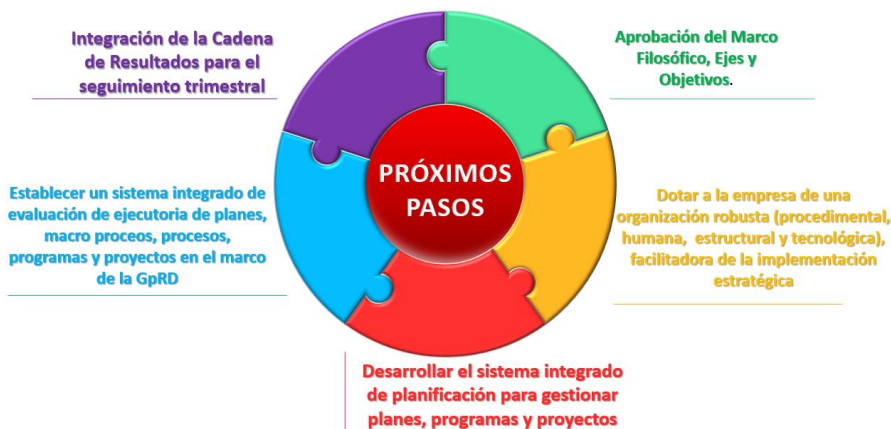 Integración de la Cadena
de Resultados para el
seguimiento trimestral
Aprobación del Marco
Filosófico, Ejes y
Objetivos.
PRÓXIMOS
PASOS
Establecer un sistema integrado de
evaluación de ejecutoria de planes,
macro proceos, procesos,
programas y proyectos en el marco
de la GpRD
Dotar a la empresa de una
organización robusta (procedimental,
humana, estructural y tecnológica),
facilitadora de la implementación
estratégica
Desarrollar el sistema integrado
de planificación para gestionar
planes, programas y proyectos